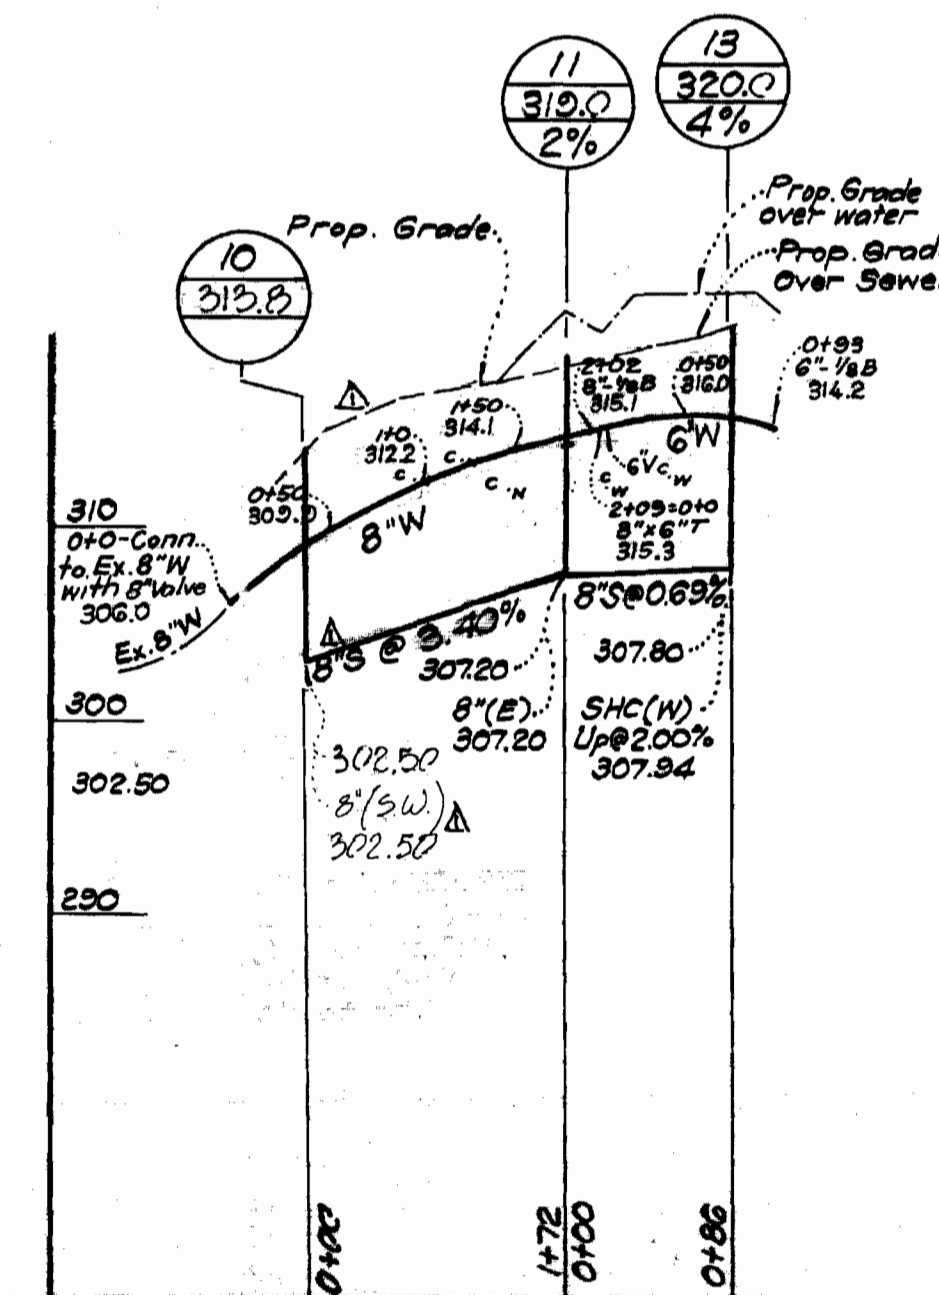 13
320.0
4%
11
319.0
2%
10
313.8
Prop. Grade
Prop. Grade
over water
Prop. Grad
Over Sewe
0+93
6"-1/8B
314.2
2+02
8"-1/8B
315.1
0+50
316.0
1+50
314.1
1+0
312.2
0+50
309.0
C
C
C N
C W
6"V C W
6"W
8"W
2+09=0+0
8"x6"T
315.3
310
0+0-Conn.
to Ex. 8"W
with 8"Valve
306.0
Ex. 8"W
8"S @ 3.40%
8"S@0.69%
307.20
307.80
8"(E)
307.20
SHC(W)
Up@2.00%
307.94
300
302.50
302.50
8"(S.W.)
302.50
290
0+00
1+72
0+00
0+86